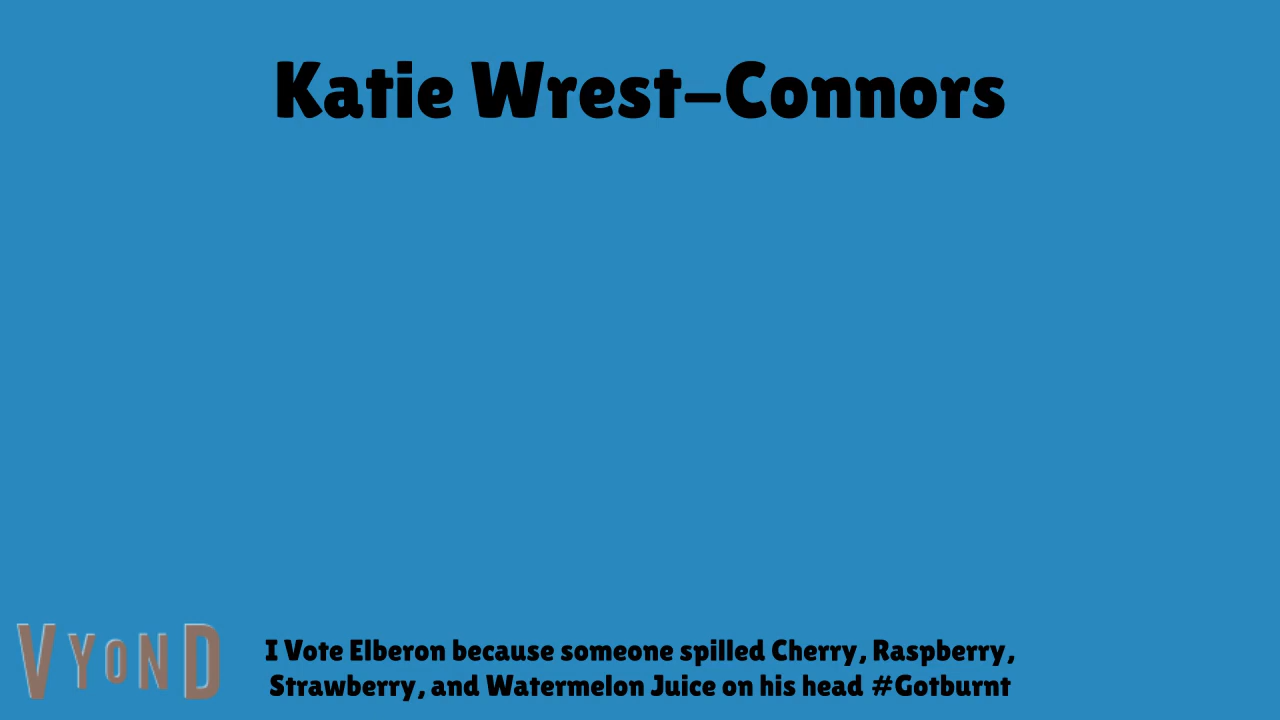 Katie Wrest-Connors
I Vote Elberon because someone spilled Cherry, Raspberry,
Strawberry, and Watermelon Juice on his head #Gotburnt
VYOND